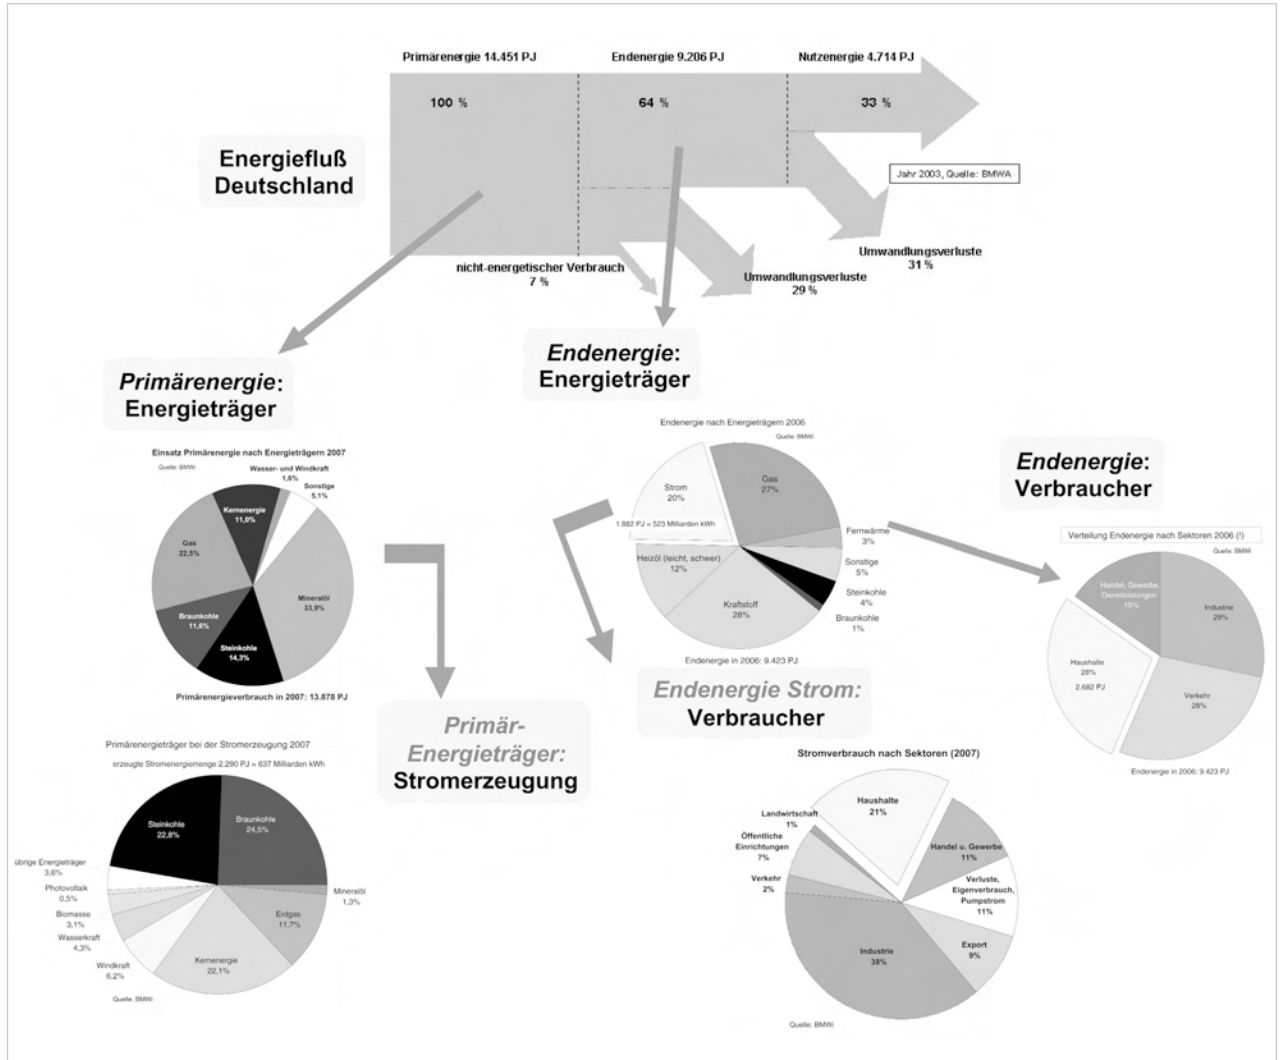 Primärenergie 14.451 PJ
Endenergie 9.206 PJ
Nutzenergie 4.714 PJ
100 %
64 %
33 %
Energiefluß
Deutschland
Jahr 2003, Quelle: BMWA
nicht-energetischer Verbrauch
7 %
Umwandlungsverluste
29 %
Umwandlungsverluste
31 %
Primärenergie:
Energieträger
Endenergie:
Energieträger
Endenergie:
Verbraucher
Einsatz Primärenergie nach Energieträgern 2007
Quelle: BMWi
Wasser- und Windkraft
1,6%
Sonstige
5,1%
Kernenergie
11,0%
Gas
22,5%
Mineralöl
33,9%
Braunkohle
11,6%
Steinkohle
14,3%
Primärenergieverbrauch in 2007: 13.878 PJ
Endenergie nach Energieträgern 2006
Quelle: BMWi
Strom
20%
1.882 PJ = 523 Milliarden kWh
Gas
27%
Fernwärme
3%
Sonstige
5%
Steinkohle
4%
Braunkohle
1%
Heizöl (leicht, schwer)
12%
Kraftstoff
28%
Endenergie in 2006: 9.423 PJ
Verteilung Endenergie nach Sektoren 2006 (!)
Quelle: BMWi
Handel, Gewerbe,
Dienstleistungen
15%
Industrie
29%
Haushalte
28%
2.682 PJ
Verkehr
28%
Endenergie in 2006: 9.423 PJ
Primär-
Energieträger:
Stromerzeugung
Endenergie Strom:
Verbraucher
Primärenergieträger bei der Stromerzeugung 2007
erzeugte Stromenergiemenge 2.290 PJ = 637 Milliarden kWh
Steinkohle
22,8%
Braunkohle
24,5%
übrige Energieträger
3,6%
Photovoltaik
0,5%
Biomasse
3,1%
Wasserkraft
4,3%
Windkraft
6,2%
Kernenergie
22,1%
Erdgas
11,7%
Mineralöl
1,3%
Quelle: BMWi
Stromverbrauch nach Sektoren (2007)
Haushalte
21%
Landwirtschaft
1%
Öffentliche
Einrichtungen
7%
Verkehr
2%
Handel u. Gewerbe
11%
Verluste,
Eigenverbrauch,
Pumpstrom
11%
Export
9%
Industrie
38%
Quelle: BMWi